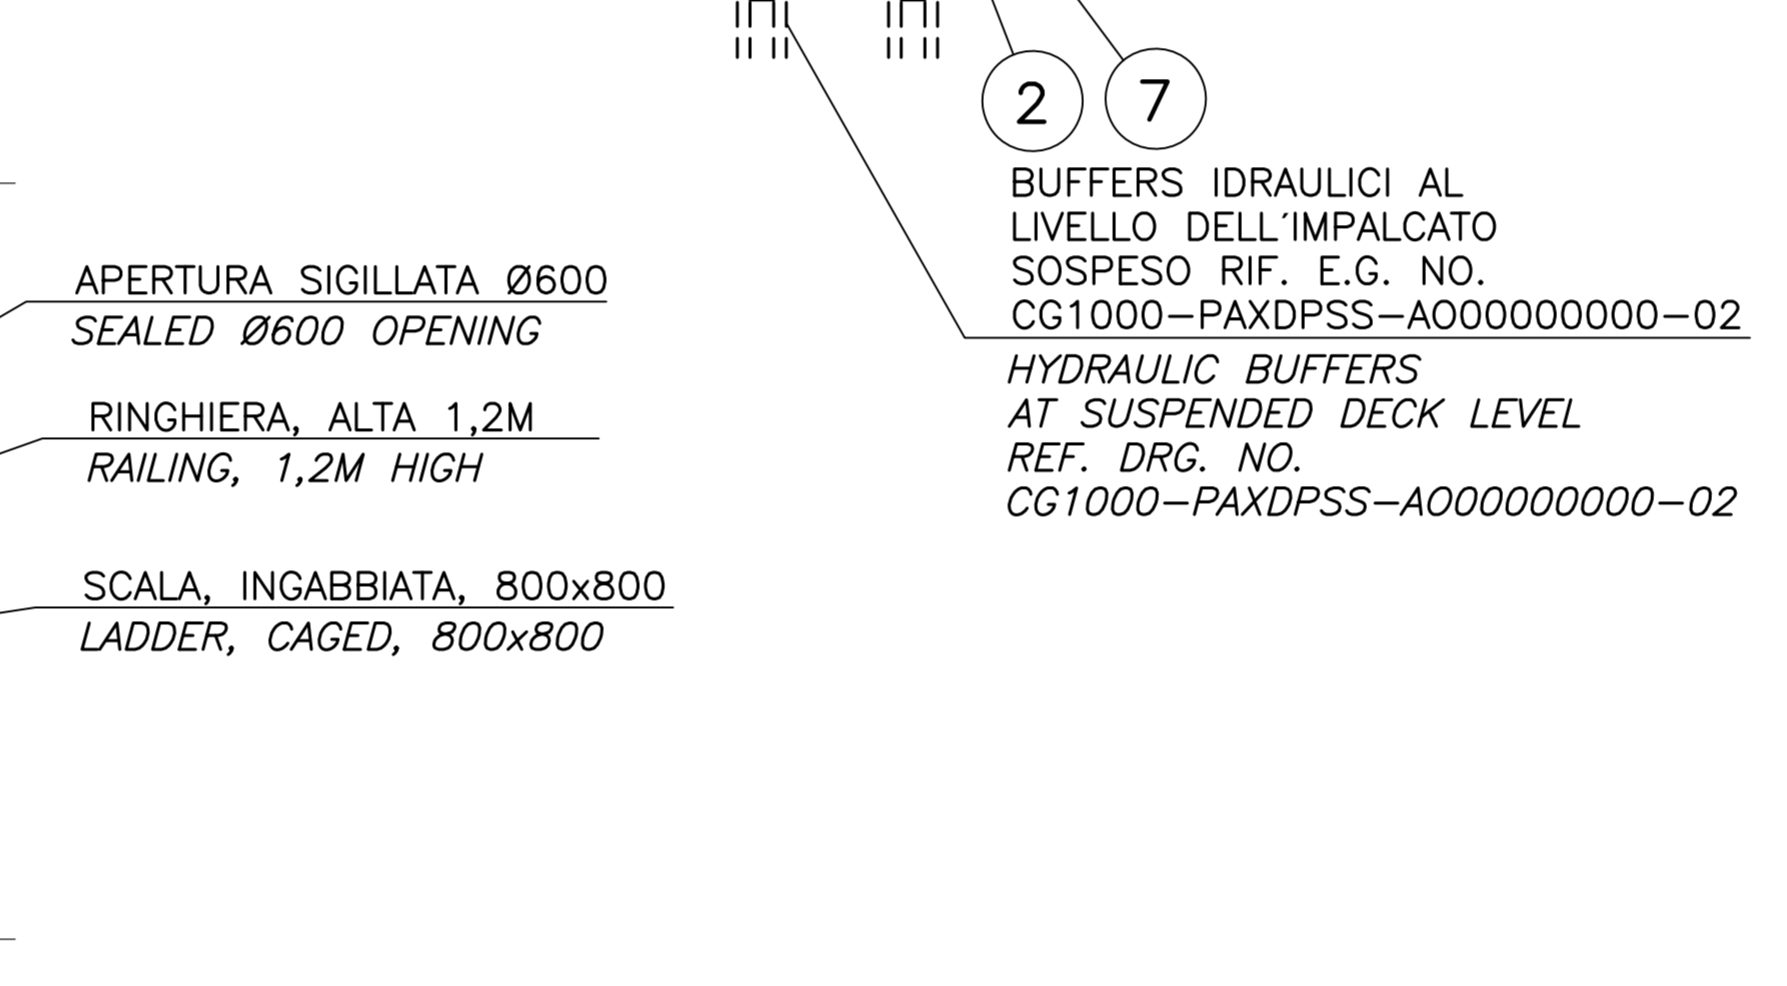 2
7
BUFFERS IDRAULICI AL
LIVELLO DELL´IMPALCATO
SOSPESO RIF. E.G. NO.
CG1000-PAXDPSS-AO00000000-02
HYDRAULIC BUFFERS
AT SUSPENDED DECK LEVEL
REF. DRG. NO.
CG1000-PAXDPSS-AO00000000-02
APERTURA SIGILLATA Ø600
SEALED Ø600 OPENING
RINGHIERA, ALTA 1,2M
RAILING, 1,2M HIGH
SCALA, INGABBIATA, 800x800
LADDER, CAGED, 800x800